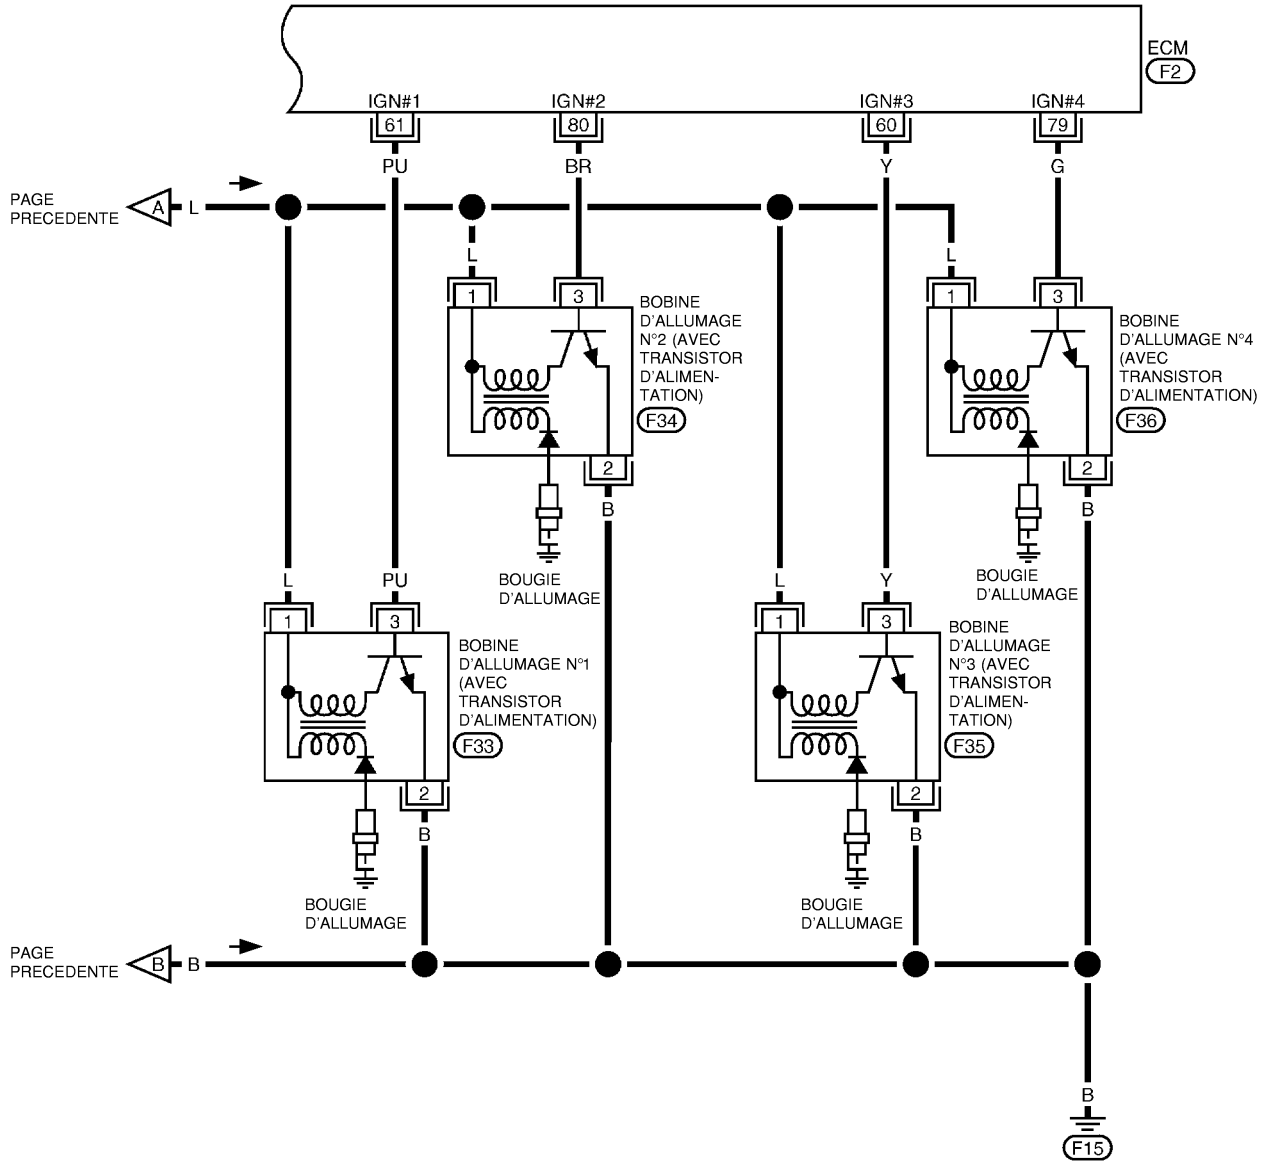 ECM
F2
IGN#1
IGN#2
IGN#3
IGN#4
61
80
60
79
PU
BR
Y
G
PAGE
PRECEDENTE
A
L
L
L
1
3
BOBINE
D'ALLUMAGE
N°2 (AVEC
TRANSISTOR
D'ALIMEN-
TATION)
F34
2
B
BOUGIE
D'ALLUMAGE
1
3
BOBINE
D'ALLUMAGE N°4
(AVEC
TRANSISTOR
D'ALIMENTATION)
F36
2
B
BOUGIE
D'ALLUMAGE
L
PU
1
3
BOBINE
D'ALLUMAGE N°1
(AVEC
TRANSISTOR
D'ALIMENTATION)
F33
2
B
BOUGIE
D'ALLUMAGE
L
Y
1
3
BOBINE
D'ALLUMAGE
N°3 (AVEC
TRANSISTOR
D'ALIMEN-
TATION)
F35
2
B
BOUGIE
D'ALLUMAGE
PAGE
PRECEDENTE
B
B
B
F15